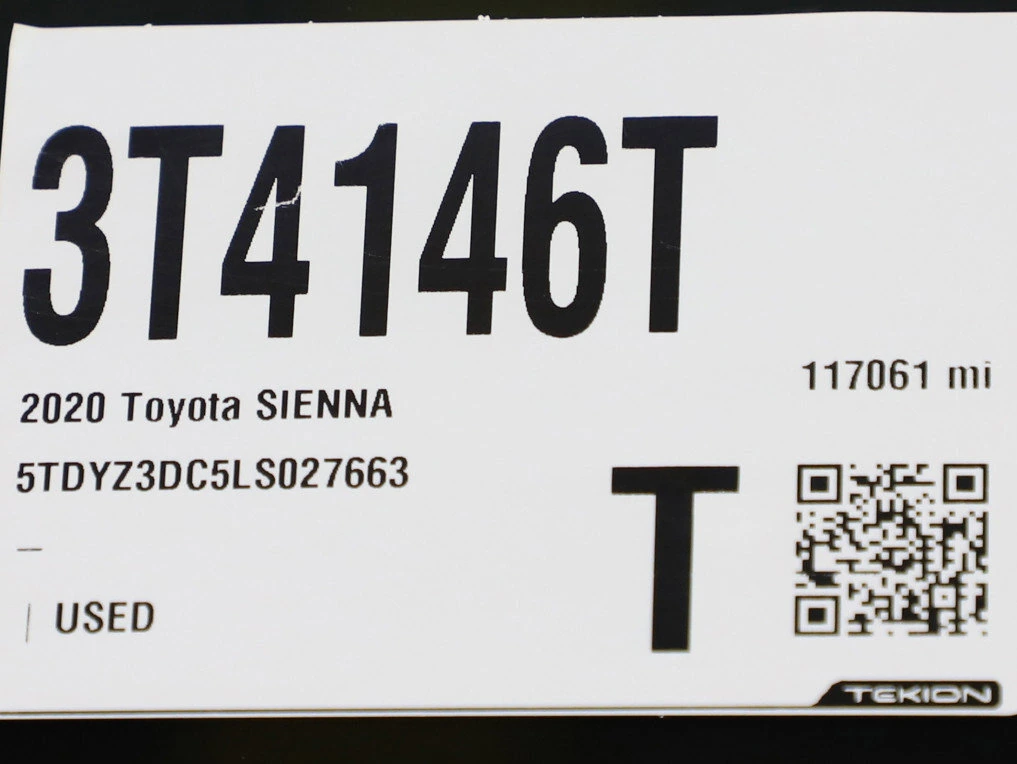 3T4146T
117061 mi
2020 Toyota SIENNA
5TDYZ3DC5LS027663
T
—
| USED
TEKION